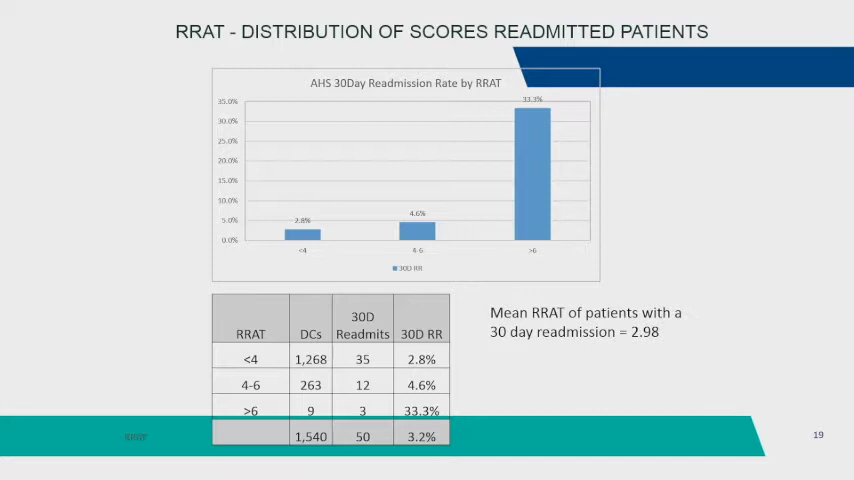 RRAT - DISTRIBUTION OF SCORES READMITTED PATIENTS
AHS 30Day Readmission Rate by RRAT
35.0%
30.0%
25.0%
20.0%
15.0%
10.0%
5.0%
0.0%
2.8%
4.6%
33.3%
<4
4-6
>6
30D RR
RRAT DCs 30D Readmits 30D RR
<4 1,268 35 2.8%
4-6 263 12 4.6%
>6 9 3 33.3%
1,540 50 3.2%
Mean RRAT of patients with a
30 day readmission = 2.98
19